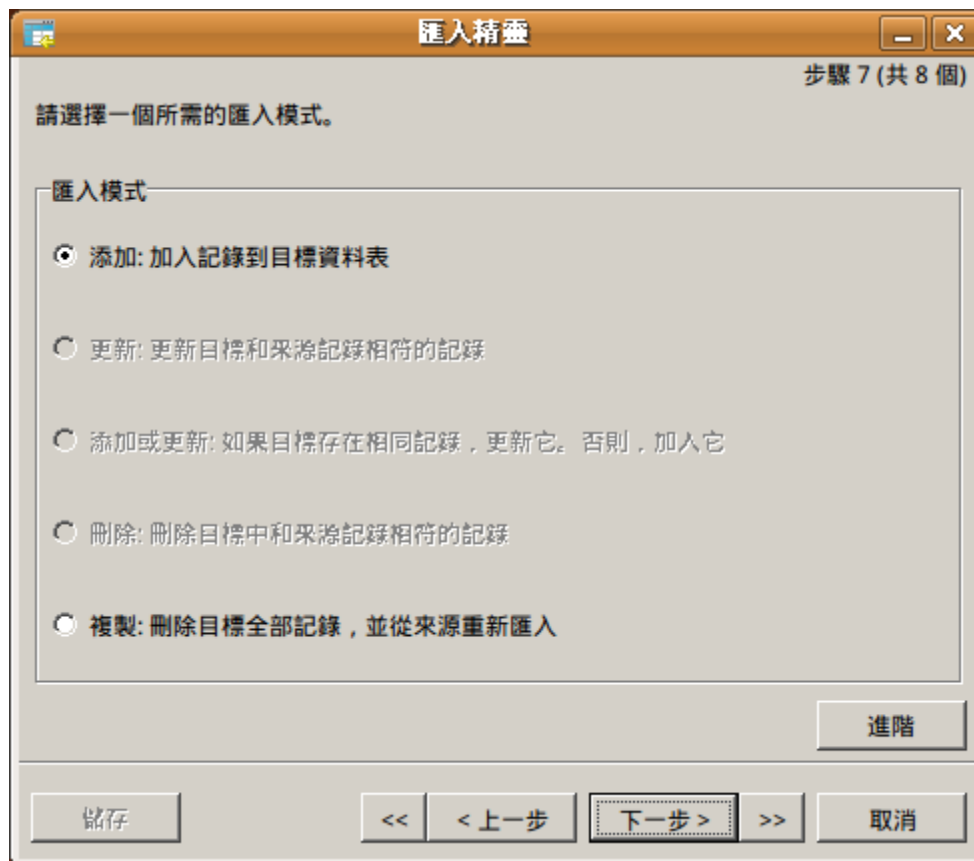 匯入精靈
步驟 7 (共 8 個)
請選擇一個所需的匯入模式。
匯入模式
添加: 加入記錄到目標資料表
更新: 更新目標和來源記錄相符的記錄
添加或更新: 如果目標存在相同記錄，更新它。否則，加入它
刪除: 刪除目標中和來源記錄相符的記錄
複製: 刪除目標全部記錄，並從來源重新匯入
進階
儲存 << < 上一步 下一步 > >> 取消